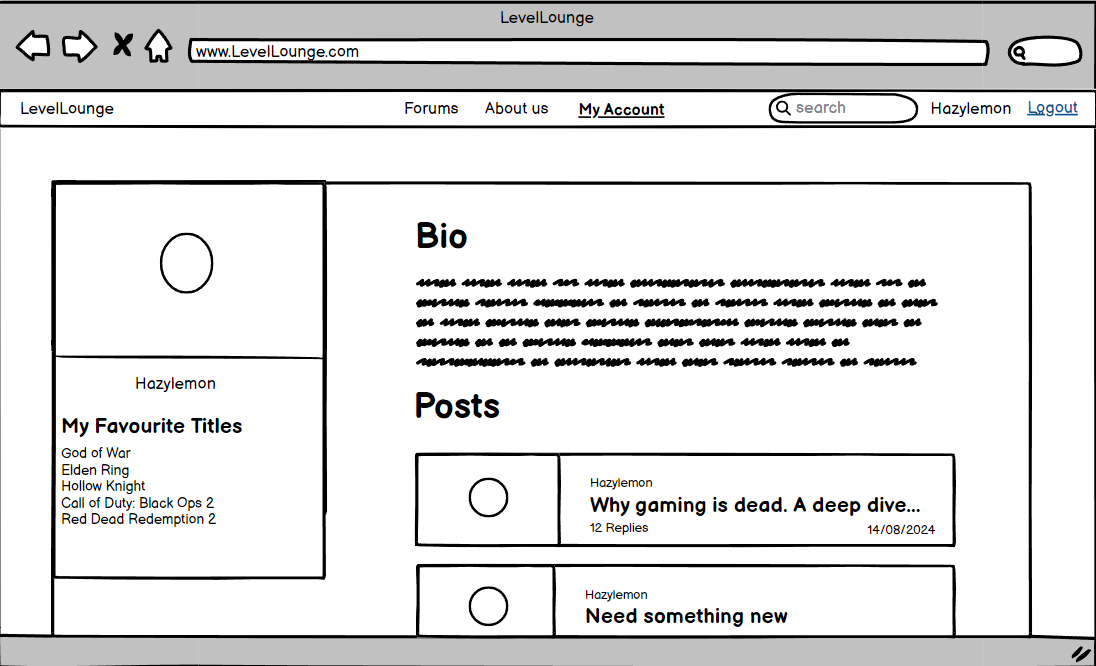 LevelLounge
www.LevelLounge.com
LevelLounge Forums About us My Account search Hazylemon Logout
Hazylemon
My Favourite Titles
God of War
Elden Ring
Hollow Knight
Call of Duty: Black Ops 2
Red Dead Redemption 2
Bio
Posts
Hazylemon
Why gaming is dead. A deep dive...
12 Replies 14/08/2024
Hazylemon
Need something new